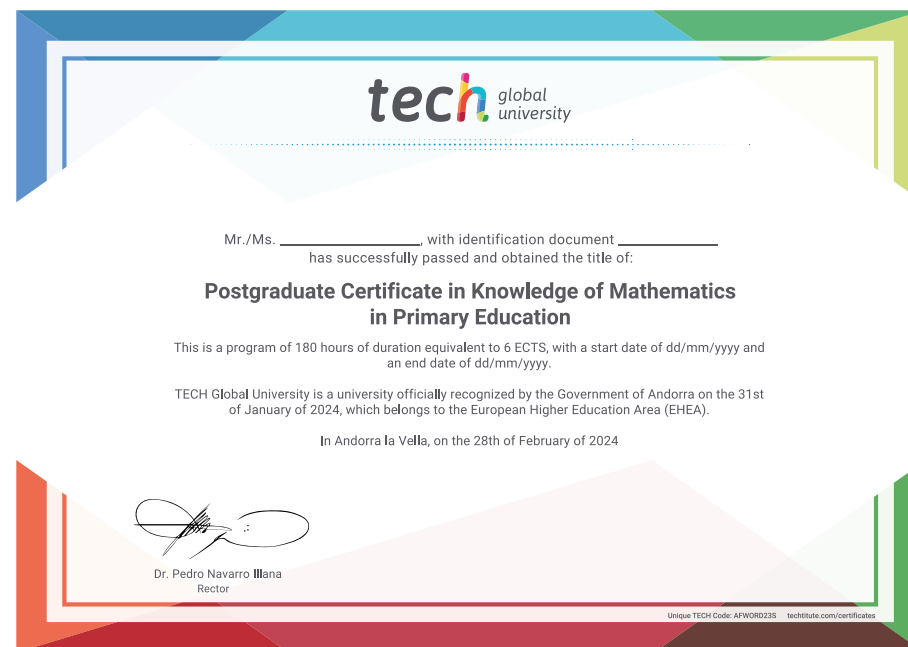 tech global university
Mr./Ms. ____________________, with identification document ______________
has successfully passed and obtained the title of:
Postgraduate Certificate in Knowledge of Mathematics
in Primary Education
This is a program of 180 hours of duration equivalent to 6 ECTS, with a start date of dd/mm/yyyy and
an end date of dd/mm/yyyy.
TECH Global University is a university officially recognized by the Government of Andorra on the 31st
of January of 2024, which belongs to the European Higher Education Area (EHEA).
In Andorra la Vella, on the 28th of February of 2024
Dr. Pedro Navarro Illana
Rector
Unique TECH Code: AFWORD23S techtitute.com/certificates